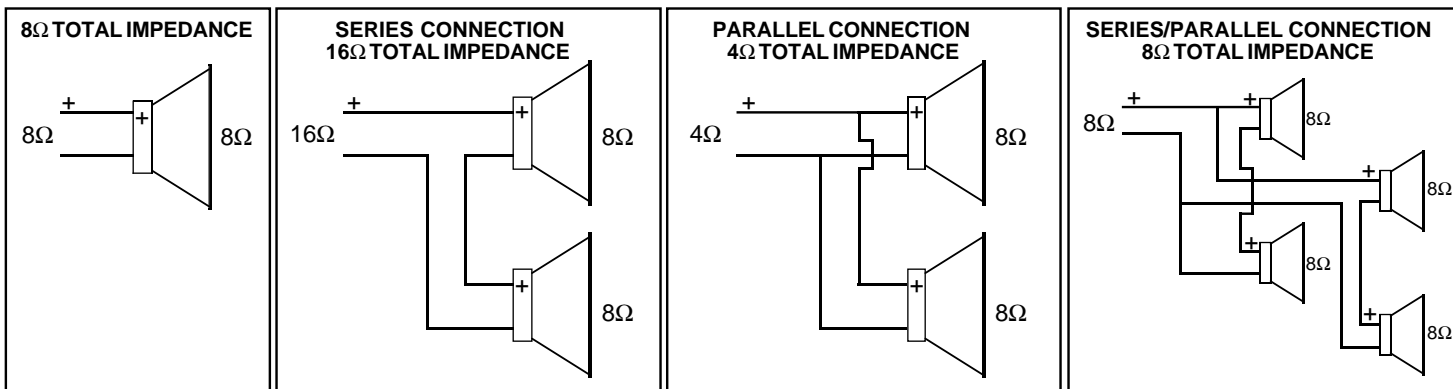 8Ω TOTAL IMPEDANCE
+
8Ω
+
8Ω
SERIES CONNECTION
16Ω TOTAL IMPEDANCE
+
16Ω
+
8Ω
+
8Ω
PARALLEL CONNECTION
4Ω TOTAL IMPEDANCE
+
4Ω
+
8Ω
+
8Ω
SERIES/PARALLEL CONNECTION
8Ω TOTAL IMPEDANCE
+
8Ω
+
8Ω
+
8Ω
+
8Ω
+
8Ω